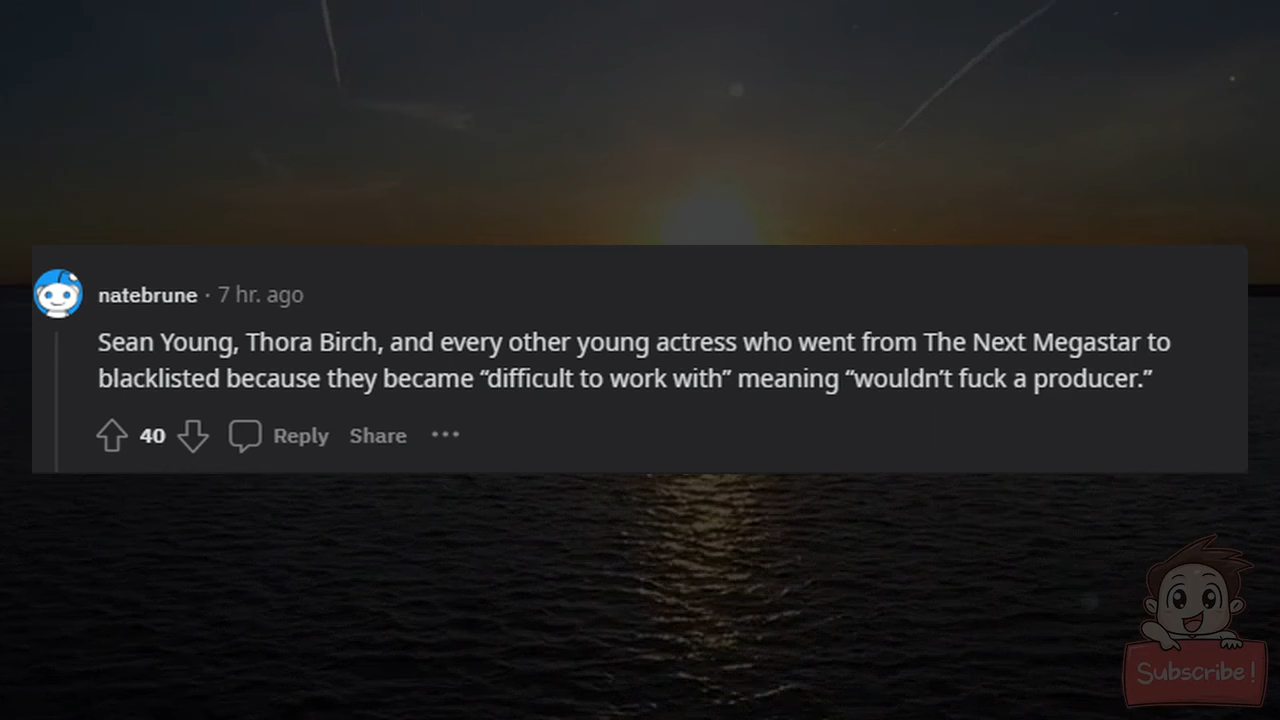 natebrune · 7 hr. ago
Sean Young, Thora Birch, and every other young actress who went from The Next Megastar to
blacklisted because they became “difficult to work with” meaning “wouldn’t fuck a producer.”
40 Reply Share ···
Subscribe!